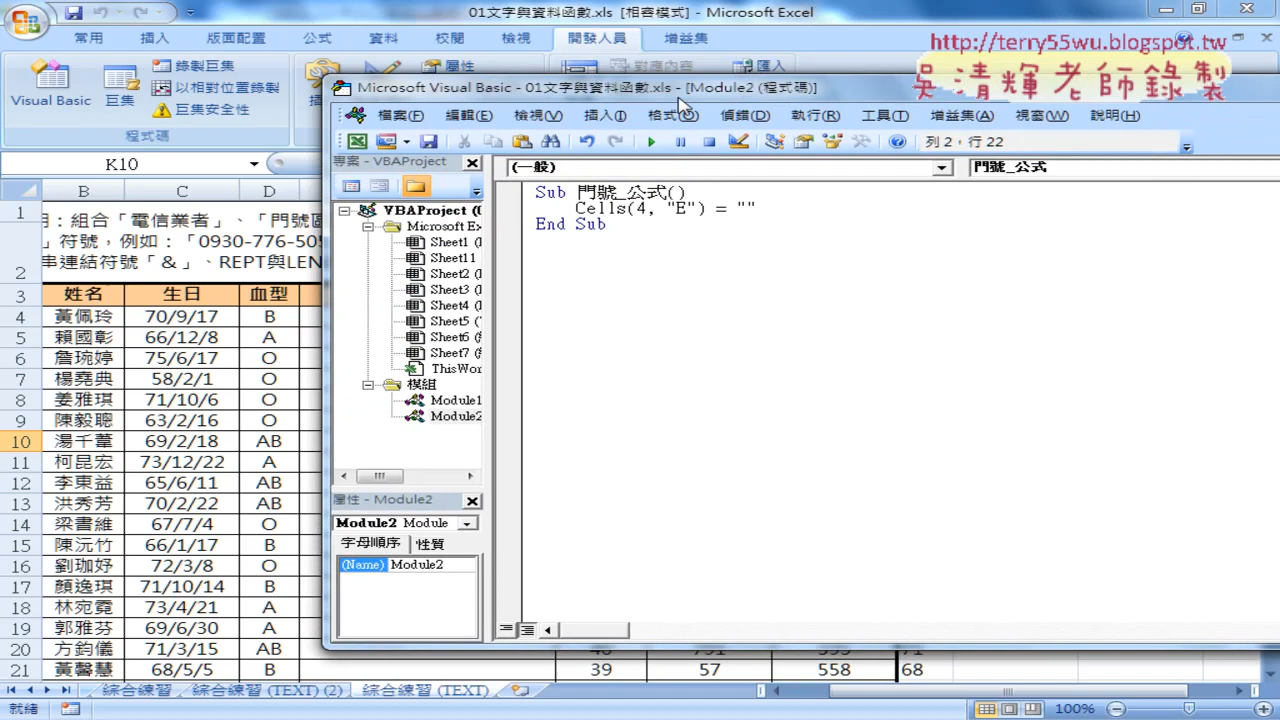 01文字與資料函數.xls [相容模式] - Microsoft Excel
常用 插入 版面配置 公式 資料 校閱 檢視 開發人員 增益集
http://terry55wu.blogspot.tw
吳清輝老師錄製
Visual Basic 巨集 錄製巨集 以相對位置錄製 巨集安全性
屬性 對應內容 匯入
程式碼
Microsoft Visual Basic - 01文字與資料函數.xls - [Module2 (程式碼)]
檔案(F) 編輯(E) 檢視(V) 插入(I) 格式(O) 偵錯(D) 執行(R) 工具(T) 增益集(A) 視窗(W) 說明(H)
列 2, 行 22
K10
專案 - VBAProject
(一般) 門號_公式
VBAProject (
Microsoft Ex
Sheet1 (
Sheet11
Sheet2 (
Sheet3 (
Sheet4 (
Sheet5 (
Sheet6 (
Sheet7 (
ThisWor
模組
Module1
Module2
Sub 門號_公式()
Cells(4, "E") = ""
End Sub
屬性 - Module2
Module2 Module
字母順序 性質
(Name) Module2
B C D
1 用：組合「電信業者」、「門號
」符號，例如：「0930-776-505
2 串連結符號「&」、REPT與LEN
3 姓名 生日 血型
4 黃佩玲 70/9/17 B
5 賴國彰 66/12/8 A
6 詹琬婷 75/6/17 O
7 楊堯典 58/2/1 O
8 姜雅琪 71/10/6 O
9 陳毅聰 63/2/16 O
10 湯千葦 69/2/18 AB
11 柯昆宏 73/12/22 A
12 李東益 65/6/11 AB
13 洪秀芳 70/2/22 AB
14 梁書維 67/7/4 O
15 陳沅竹 66/1/17 B
16 劉珈妤 72/3/8 O
17 顏逸琪 71/10/14 B
18 林宛霓 73/4/21 A
19 郭雅芬 69/6/30 A
20 方鈞儀 71/3/15 AB
21 黃馨慧 68/5/5 B 39 57 558 68
綜合練習 綜合練習 (TEXT) (2) 綜合練習 (TEXT)
就緒 100%